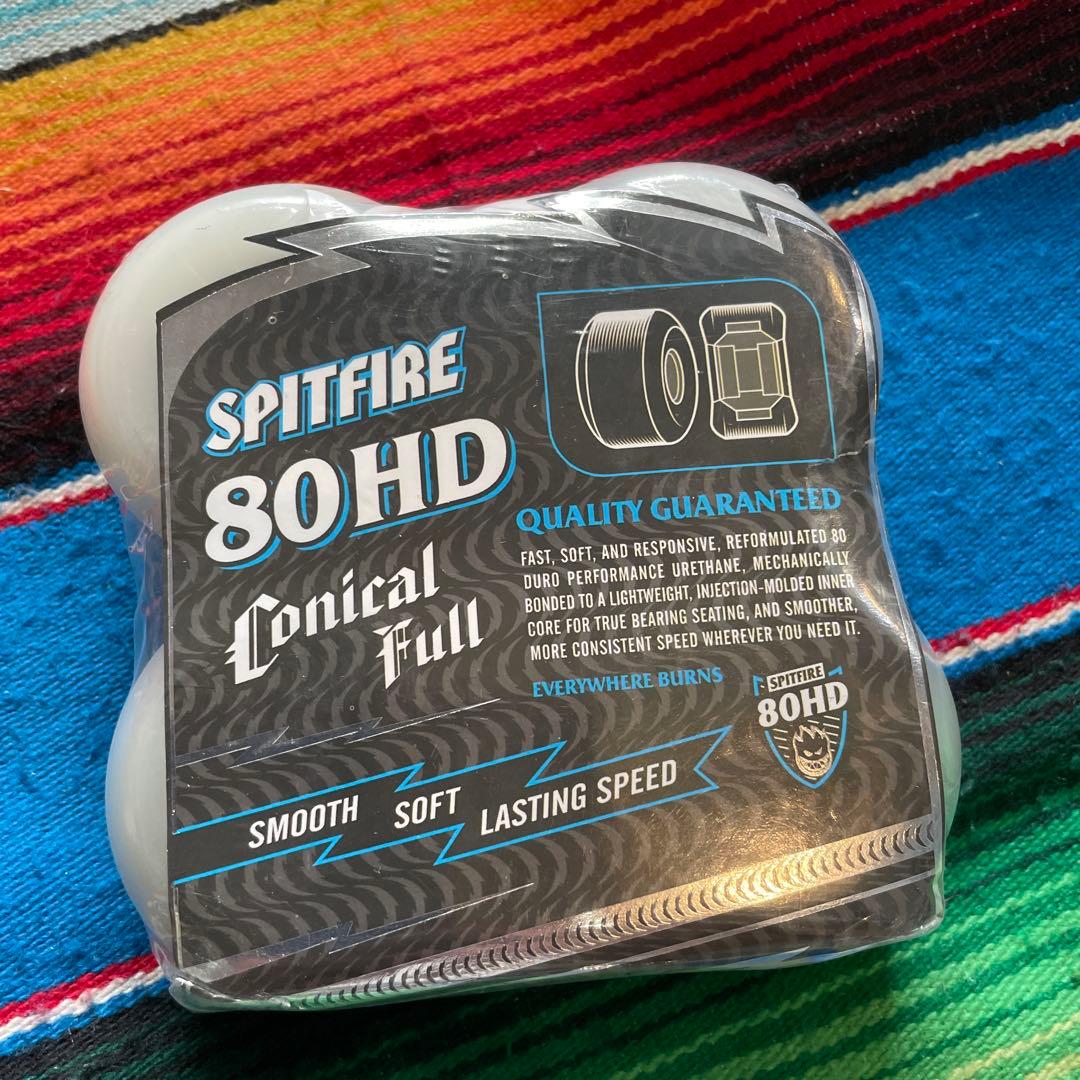 SPITFIRE
80HD
Conical
Full
QUALITY GUARANTEED
FAST, SOFT, AND RESPONSIVE, REFORMULATED 80
DURO PERFORMANCE URETHANE, MECHANICALLY
BONDED TO A LIGHTWEIGHT, INJECTION-MOLDED INNER
CORE FOR TRUE BEARING SEATING, AND SMOOTHER,
MORE CONSISTENT SPEED WHEREVER YOU NEED IT.
EVERYWHERE BURNS
SPITFIRE
80HD
SMOOTH SOFT LASTING SPEED